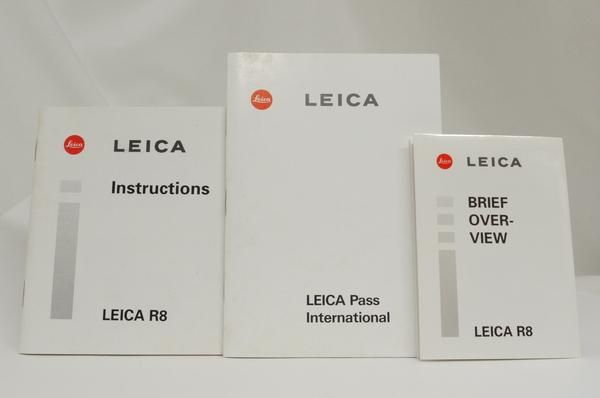 Leica
LEICA
Instructions
LEICA R8
Leica
LEICA
LEICA Pass
International
Leica
LEICA
BRIEF
OVER-
VIEW
LEICA R8